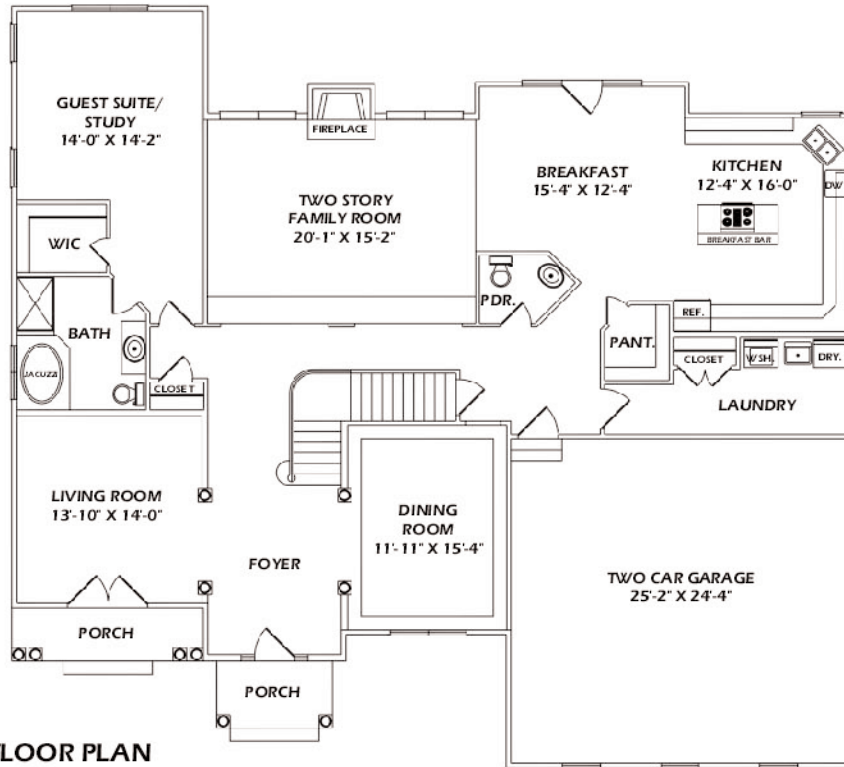 GUEST SUITE/
STUDY
14'-0" X 14'-2"
FIREPLACE
TWO STORY
FAMILY ROOM
20'-1" X 15'-2"
BREAKFAST
15'-4" X 12'-4"
KITCHEN
12'-4" X 16'-0"
DW
BREAKFAST BAR
WIC
PDR.
REF.
BATH
PANT.
JACUZZI
CLOSET
CLOSET
WSH.
DRY.
LAUNDRY
LIVING ROOM
13'-10" X 14'-0"
DINING
ROOM
11'-11" X 15'-4"
FOYER
TWO CAR GARAGE
25'-2" X 24'-4"
PORCH
PORCH
FLOOR PLAN